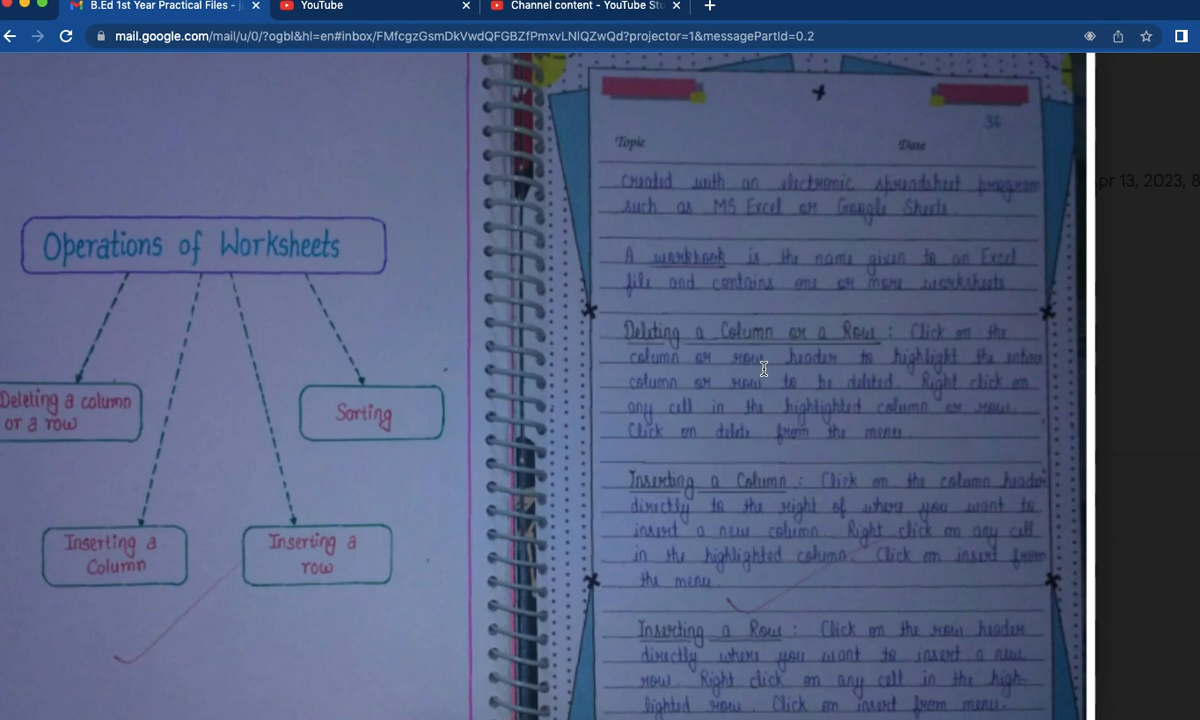 B.Ed 1st Year Practical Files -
YouTube
Channel content - YouTube Stu
mail.google.com/mail/u/0/?ogbl&hl=en#inbox/FMfcgzGsmDkVwdQFGBZfPmxvLNlQZwQd?projector=1&messagePartId=0.2
Operations of Worksheets
Deleting a column
or a row
Sorting
Inserting a
Column
Inserting a
row
36
Topic
Date
created with an electronic spreadsheet program
such as MS Excel or Google Sheets.
A workbook is the name given to an Excel
file and contains one or more worksheets
Deleting a Column or a Row : Click on the
column or row header to highlight the entire
column or row to be deleted. Right click on
any cell in the highlighted column or row.
Click on delete from the menu.
Inserting a Column : Click on the column header
directly to the right of where you want to
insert a new column. Right click on any cell
in the highlighted column. Click on insert from
the menu.
Inserting a Row : Click on the row header
directly where you want to insert a new
row. Right click on any cell in the high-
lighted row. Click on insert from menu.
pr 13, 2023, 8